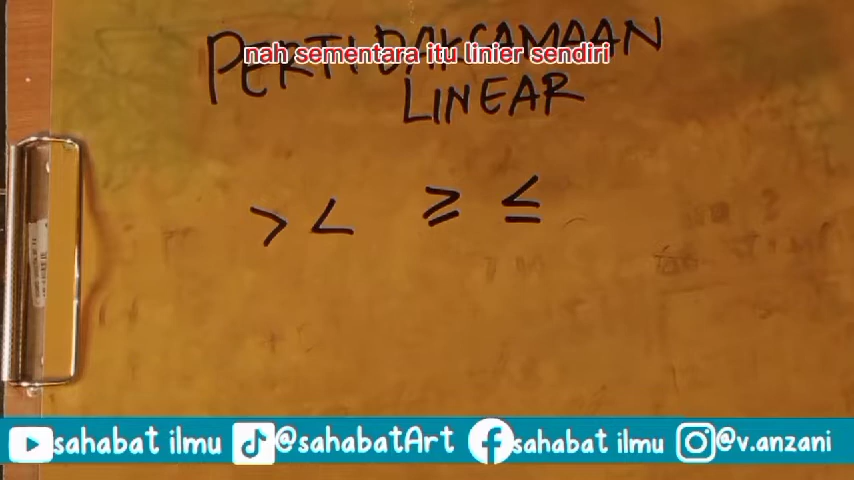 PERTIDAKSAMAAN
nah sementara itu linier sendiri
LINEAR
> < ≥ ≤
sahabat ilmu @sahabatArt sahabat ilmu @v.anzani